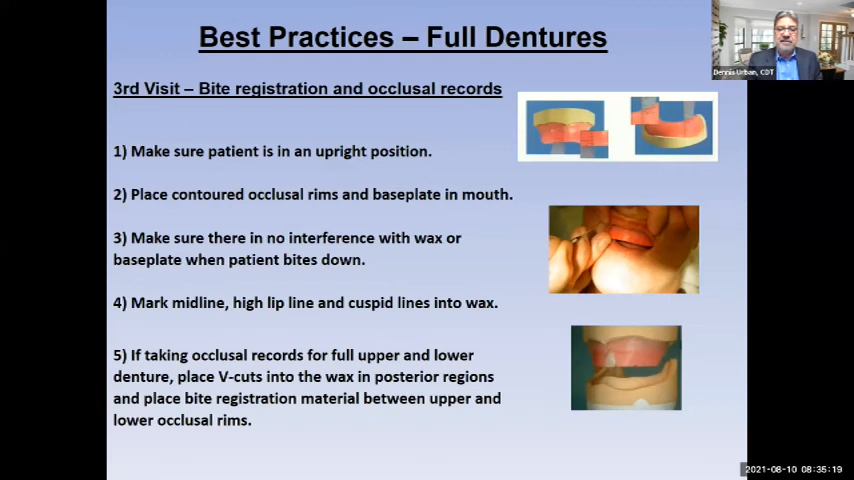 Best Practices – Full Dentures
Dennis Urban, CDT
3rd Visit – Bite registration and occlusal records
1) Make sure patient is in an upright position.
2) Place contoured occlusal rims and baseplate in mouth.
3) Make sure there in no interference with wax or
baseplate when patient bites down.
4) Mark midline, high lip line and cuspid lines into wax.
5) If taking occlusal records for full upper and lower
denture, place V-cuts into the wax in posterior regions
and place bite registration material between upper and
lower occlusal rims.
2021-08-10 08:35:19